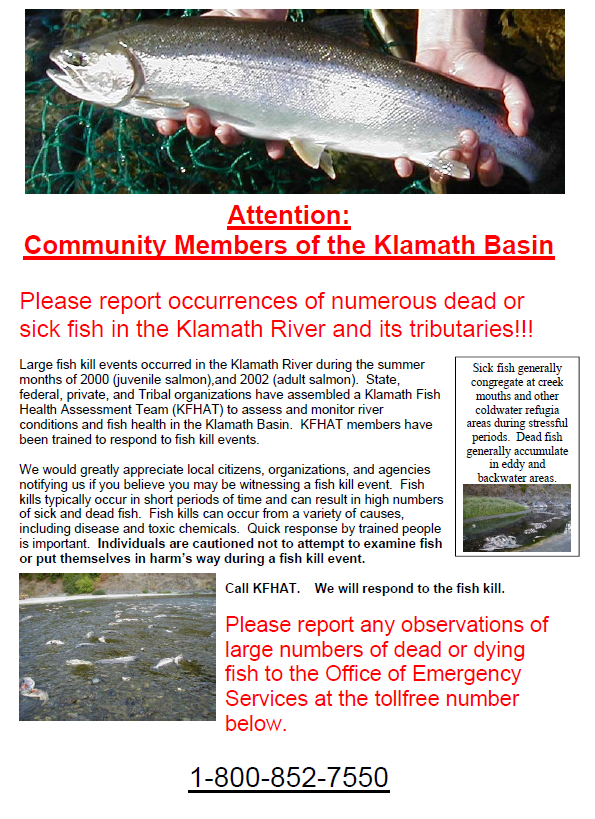 Attention:
Community Members of the Klamath Basin
Please report occurrences of numerous dead or
sick fish in the Klamath River and its tributaries!!!
Large fish kill events occurred in the Klamath River during the summer
months of 2000 (juvenile salmon),and 2002 (adult salmon).  State,
federal, private, and Tribal organizations have assembled a Klamath Fish
Health Assessment Team (KFHAT) to assess and monitor river
conditions and fish health in the Klamath Basin.  KFHAT members have
been trained to respond to fish kill events.
We would greatly appreciate local citizens, organizations, and agencies
notifying us if you believe you may be witnessing a fish kill event.  Fish
kills typically occur in short periods of time and can result in high numbers
of sick and dead fish.  Fish kills can occur from a variety of causes,
including disease and toxic chemicals.  Quick response by trained people
is important.  Individuals are cautioned not to attempt to examine fish
or put themselves in harm's way during a fish kill event.
Sick fish generally
congregate at creek
mouths and other
coldwater refugia
areas during stressful
periods.  Dead fish
generally accumulate
in eddy and
backwater areas.
Call KFHAT.    We will respond to the fish kill.
Please report any observations of
large numbers of dead or dying
fish to the Office of Emergency
Services at the tollfree number
below.
1-800-852-7550